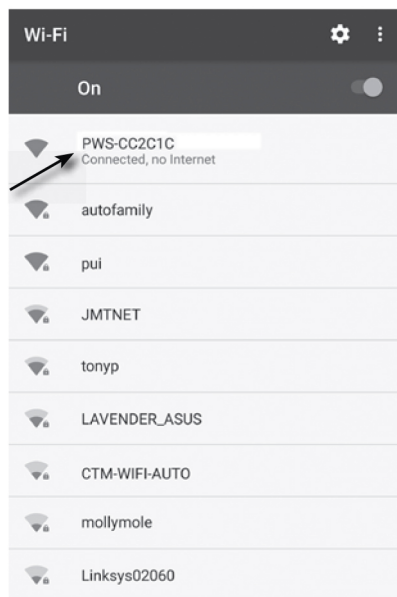 Wi-Fi
On
PWS-CC2C1C
Connected, no Internet
autofamily
pui
JMTNET
tonyp
LAVENDER_ASUS
CTM-WIFI-AUTO
mollymole
Linksys02060